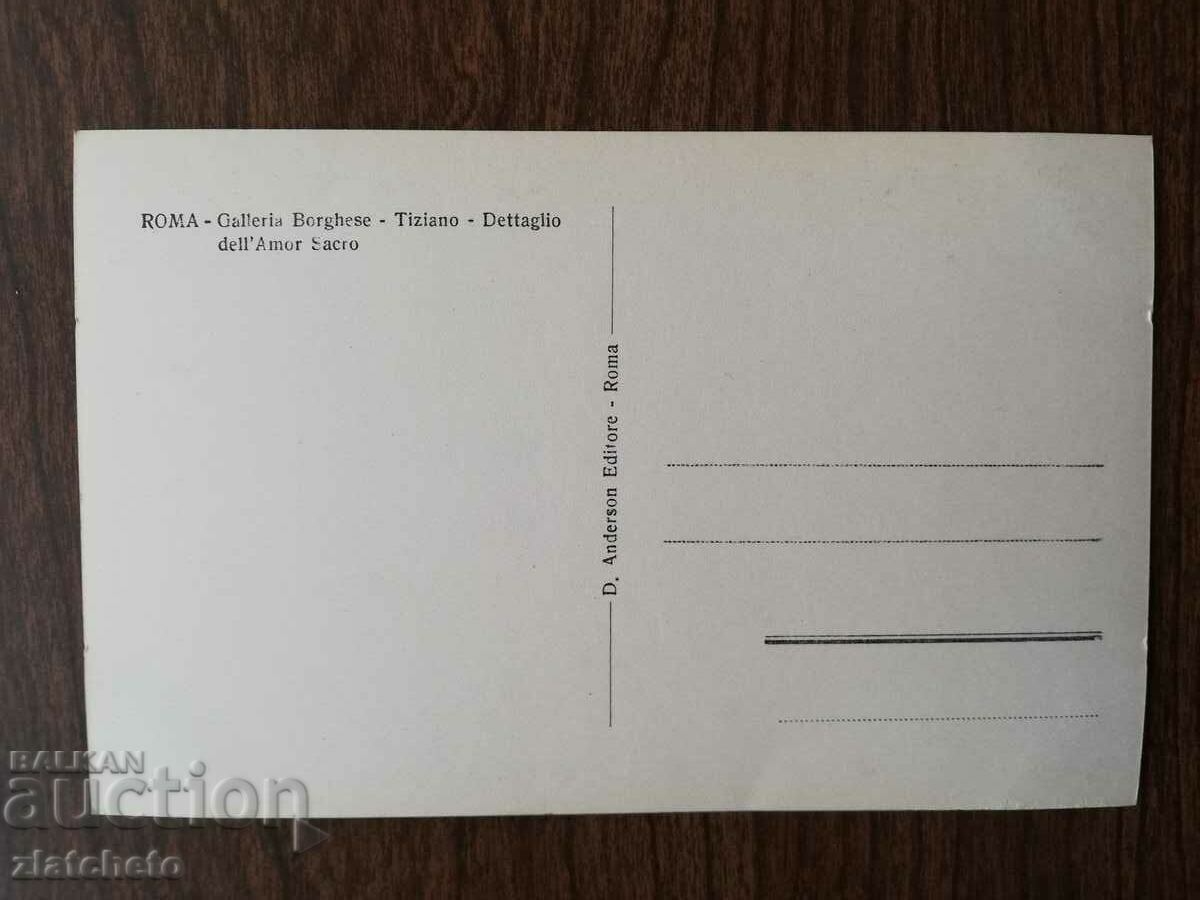 ROMA - Galleria Borghese - Tiziano - Dettaglio
dell'Amor Sacro
D. Anderson Editore - Roma
BALKAN
auction
zlatcheto